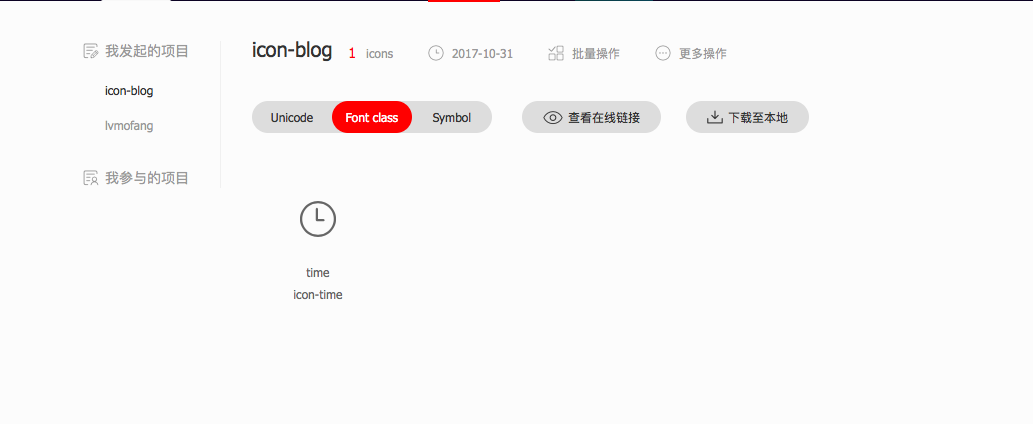 我发起的项目
icon-blog
lvmofang
我参与的项目
icon-blog 1 icons 2017-10-31 批量操作 更多操作
Unicode Font class Symbol 查看在线链接 下载至本地
time
icon-time